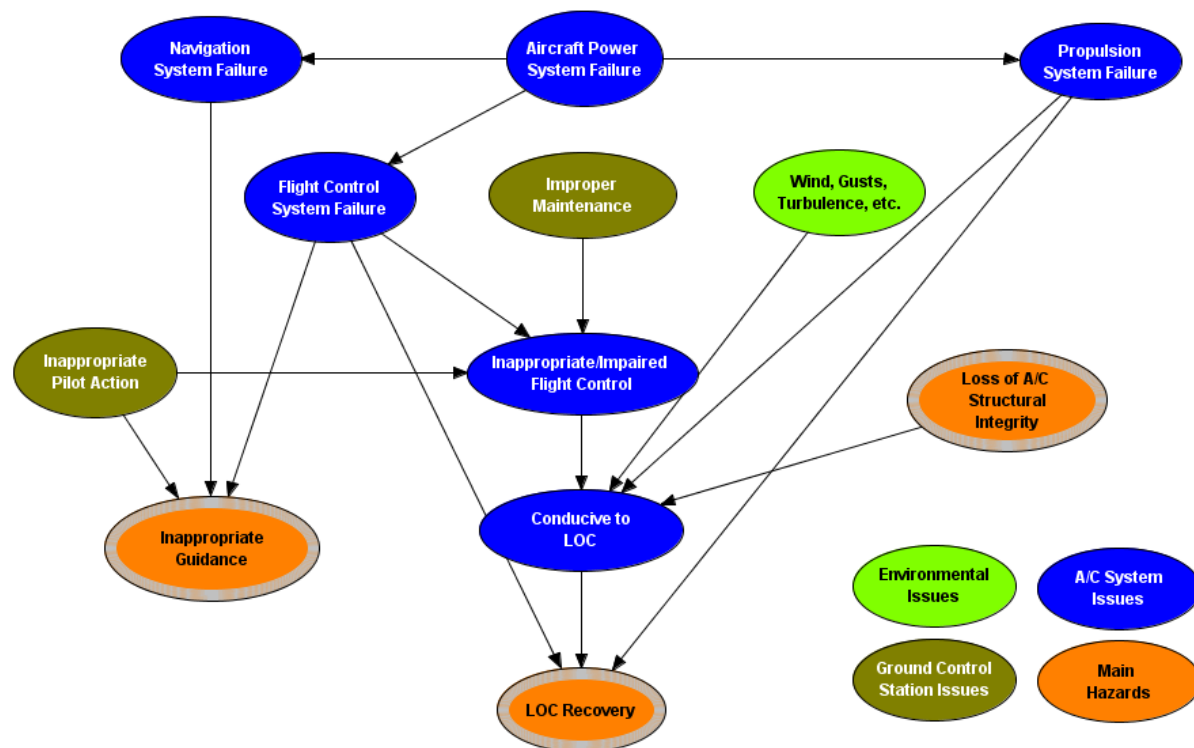 Navigation
System Failure
Aircraft Power
System Failure
Propulsion
System Failure
Flight Control
System Failure
Improper
Maintenance
Wind, Gusts,
Turbulence, etc.
Inappropriate
Pilot Action
Inappropriate/Impaired
Flight Control
Loss of A/C
Structural
Integrity
Inappropriate
Guidance
Conducive to
LOC
Environmental
Issues
A/C System
Issues
Ground Control
Station Issues
Main
Hazards
LOC Recovery